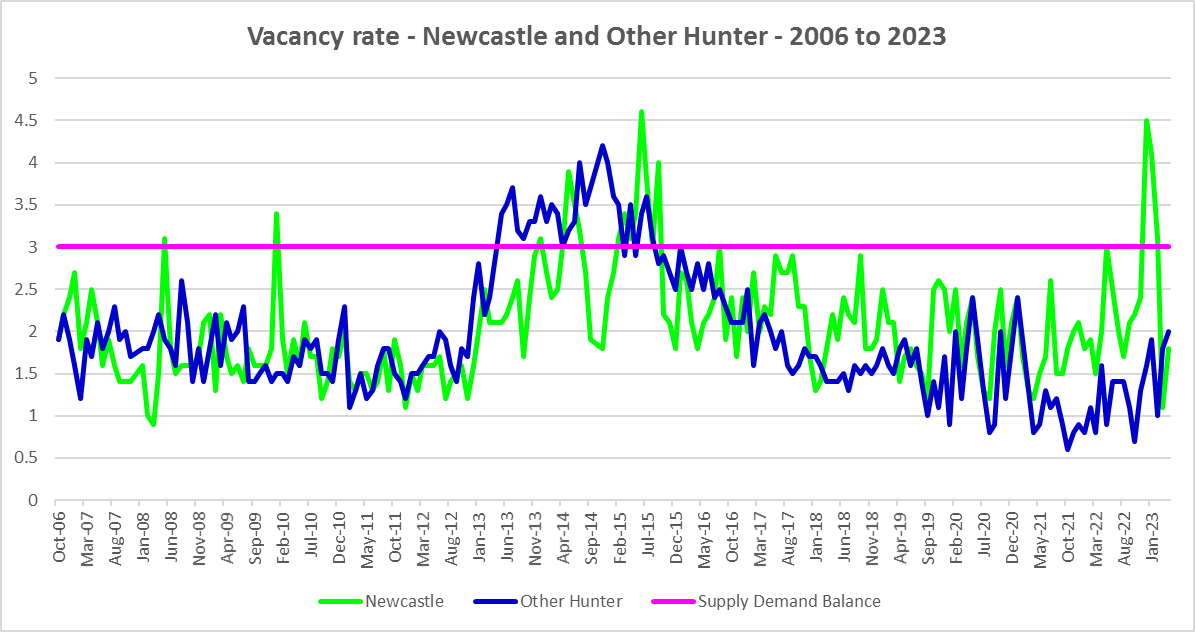 Vacancy rate - Newcastle and Other Hunter - 2006 to 2023
5
4.5
4
3.5
3
2.5
2
1.5
1
0.5
0
Oct-06
Mar-07
Aug-07
Jan-08
Jun-08
Nov-08
Apr-09
Sep-09
Feb-10
Jul-10
Dec-10
May-11
Oct-11
Mar-12
Aug-12
Jan-13
Jun-13
Nov-13
Apr-14
Sep-14
Feb-15
Jul-15
Dec-15
May-16
Oct-16
Mar-17
Aug-17
Jan-18
Jun-18
Nov-18
Apr-19
Sep-19
Feb-20
Jul-20
Dec-20
May-21
Oct-21
Mar-22
Aug-22
Jan-23
Newcastle
Other Hunter
Supply Demand Balance